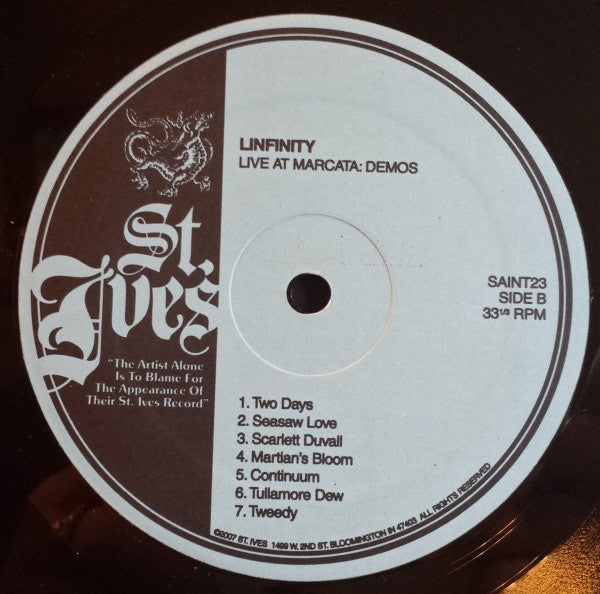 LINFINITY
LIVE AT MARCATA: DEMOS
St.
Ives
"The Artist Alone
Is To Blame For
The Appearance Of
Their St. Ives Record"
SAINT23
SIDE B
33⅓ RPM
1. Two Days
2. Seasaw Love
3. Scarlett Duvall
4. Martian's Bloom
5. Continuum
6. Tullamore Dew
7. Tweedy
©2007 ST. IVES 1499 W. 2ND ST. BLOOMINGTON IN 47403 ALL RIGHTS RESERVED